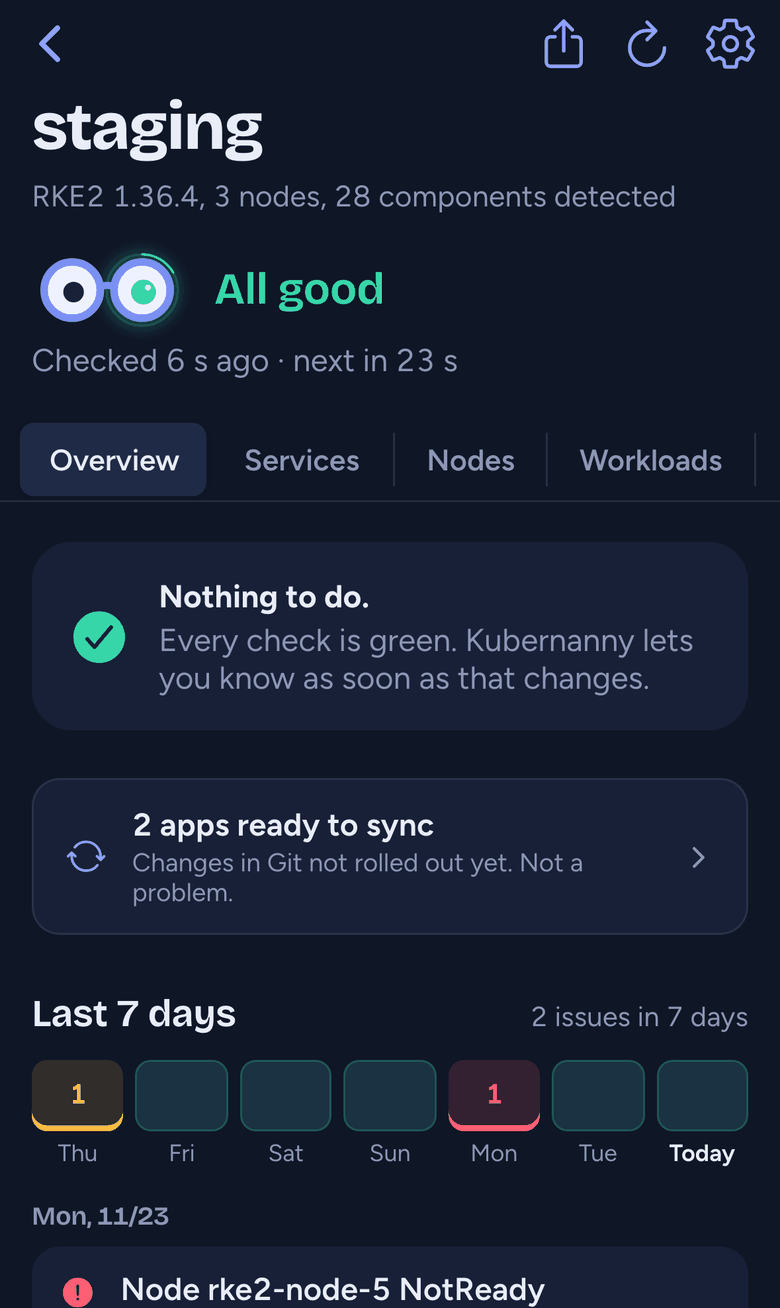 staging
RKE2 1.36.4, 3 nodes, 28 components detected
All good
Checked 6 s ago · next in 23 s
Overview
Services
Nodes
Workloads
Nothing to do.
Every check is green. Kubernanny lets
you know as soon as that changes.
2 apps ready to sync
Changes in Git not rolled out yet. Not a
problem.
Last 7 days
2 issues in 7 days
1
1
Thu
Fri
Sat
Sun
Mon
Tue
Today
Mon, 11/23
Node rke2-node-5 NotReady